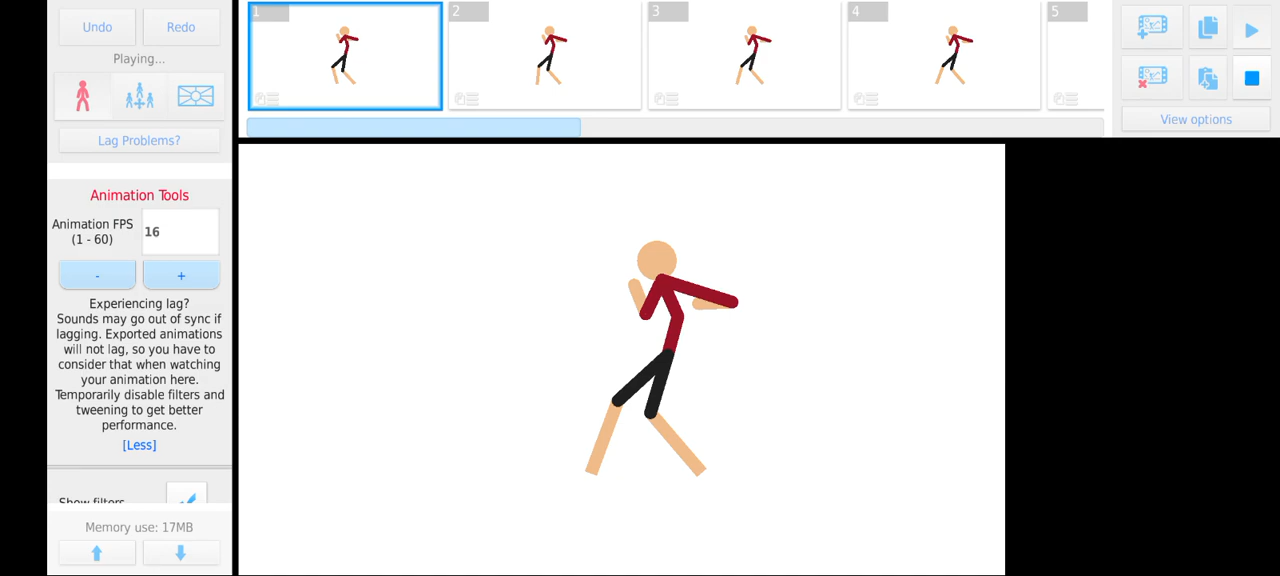 Undo
Redo
Playing...
Lag Problems?
Animation Tools
Animation FPS
(1 - 60)
16
-
+
Experiencing lag?
Sounds may go out of sync if
lagging. Exported animations
will not lag, so you have to
consider that when watching
your animation here.
Temporarily disable filters and
tweening to get better
performance.
[Less]
Show filters
Memory use: 17MB
1
2
3
4
5
View options